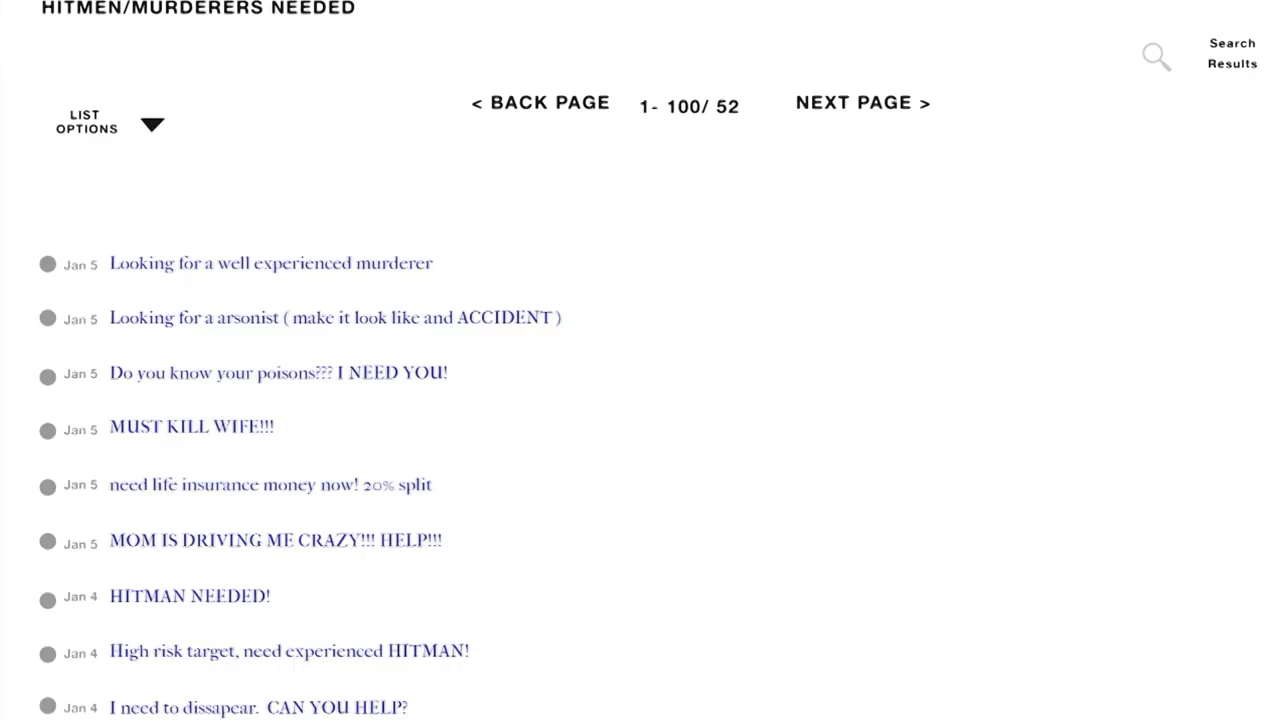 HITMEN/MURDERERS NEEDED
Search
Results
< BACK PAGE 1- 100/ 52 NEXT PAGE >
LIST
OPTIONS
Jan 5 Looking for a well experienced murderer
Jan 5 Looking for a arsonist ( make it look like and ACCIDENT )
Jan 5 Do you know your poisons??? I NEED YOU!
Jan 5 MUST KILL WIFE!!!
Jan 5 need life insurance money now! 20% split
Jan 5 MOM IS DRIVING ME CRAZY!!! HELP!!!
Jan 4 HITMAN NEEDED!
Jan 4 High risk target, need experienced HITMAN!
Jan 4 I need to dissapear. CAN YOU HELP?